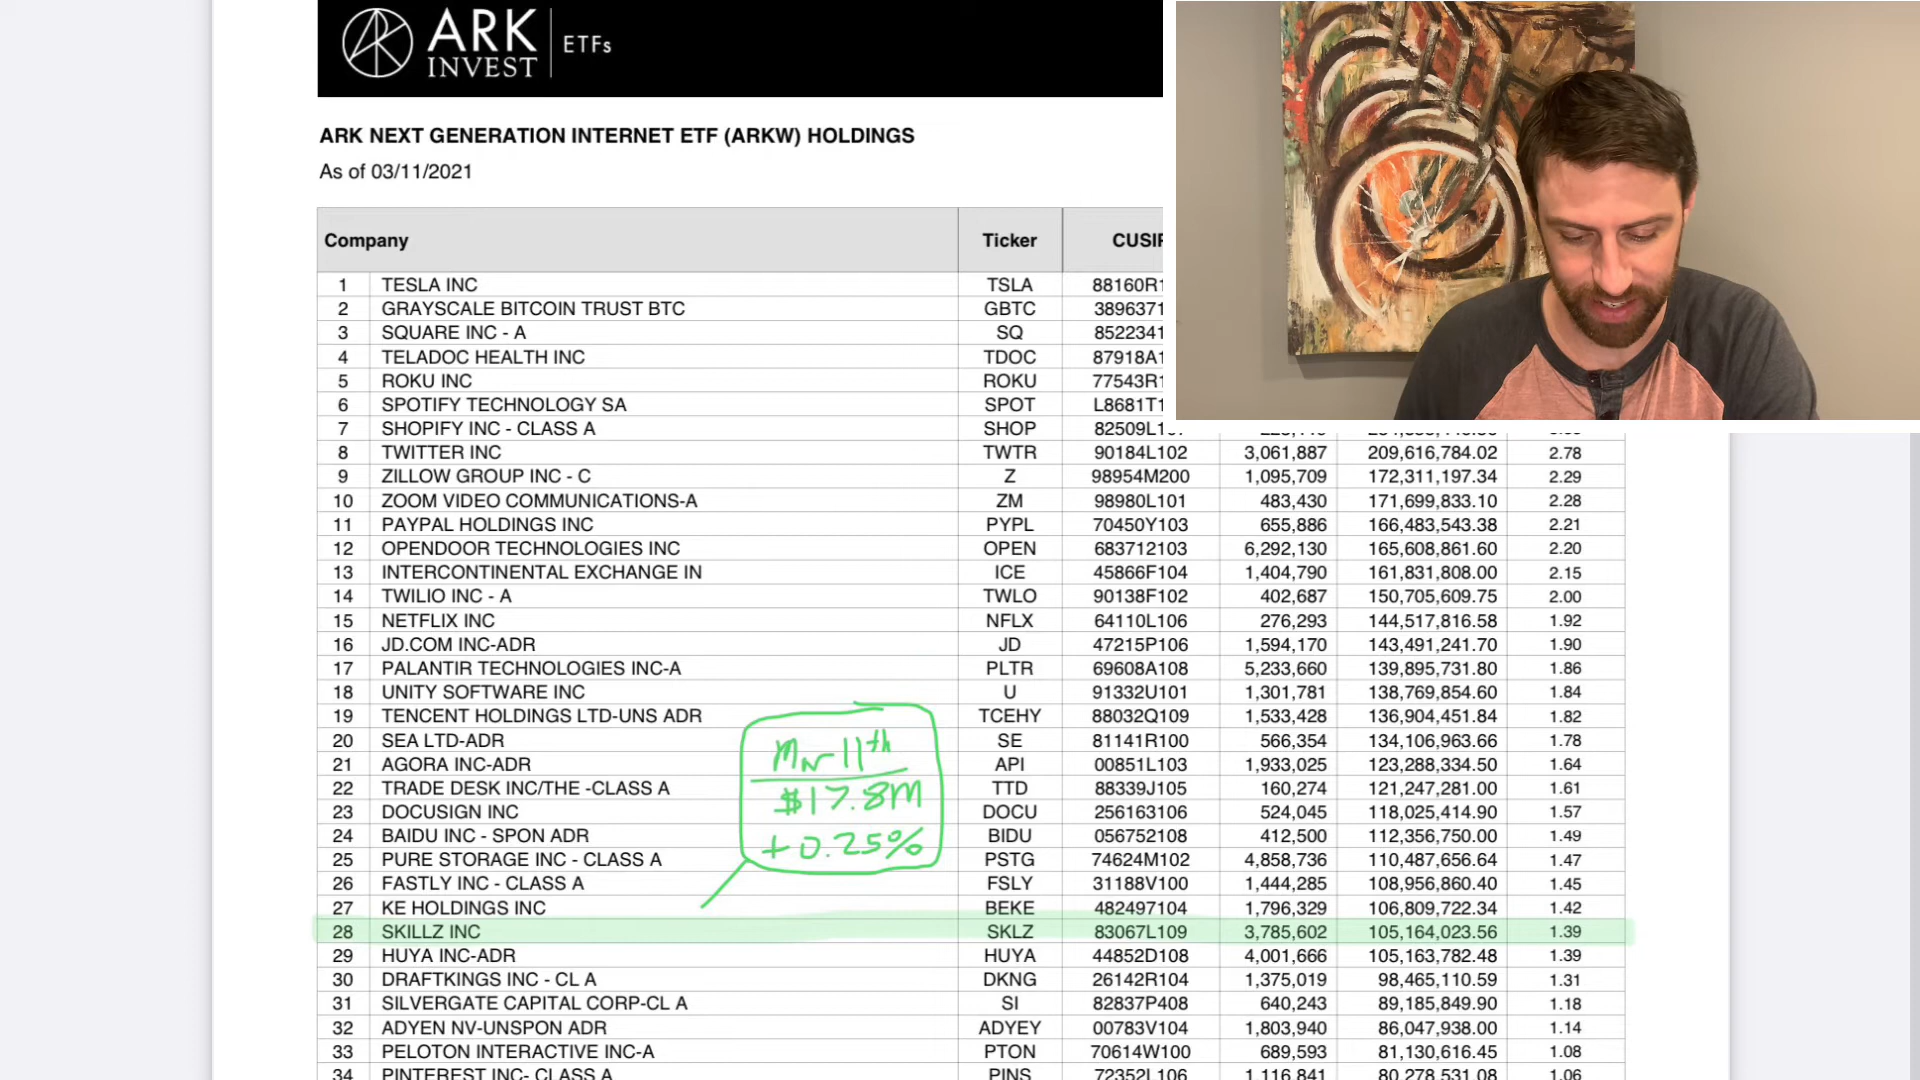 ARK INVEST ETFs
ARK NEXT GENERATION INTERNET ETF (ARKW) HOLDINGS
As of 03/11/2021
Company Ticker
1 TESLA INC TSLA 88160R1
2 GRAYSCALE BITCOIN TRUST BTC GBTC 3896371
3 SQUARE INC - A SQ 8522341
4 TELADOC HEALTH INC TDOC 87918A1
5 ROKU INC ROKU 77543R1
6 SPOTIFY TECHNOLOGY SA SPOT L8681T1
7 SHOPIFY INC - CLASS A SHOP
8 TWITTER INC TWTR 90184L102 3,061,887 209,616,784.02 2.78
9 ZILLOW GROUP INC - C Z 98954M200 1,095,709 172,311,197.34 2.29
10 ZOOM VIDEO COMMUNICATIONS-A ZM 98980L101 483,430 171,699,833.10 2.28
11 PAYPAL HOLDINGS INC PYPL 70450Y103 655,886 166,483,543.38 2.21
12 OPENDOOR TECHNOLOGIES INC OPEN 683712103 6,292,130 165,608,861.60 2.20
13 INTERCONTINENTAL EXCHANGE IN ICE 45866F104 1,404,790 161,831,808.00 2.15
14 TWILIO INC - A TWLO 90138F102 402,687 150,705,609.75 2.00
15 NETFLIX INC NFLX 64110L106 276,293 144,517,816.58 1.92
16 JD.COM INC-ADR JD 47215P106 1,594,170 143,491,241.70 1.90
17 PALANTIR TECHNOLOGIES INC-A PLTR 69608A108 5,233,660 139,895,731.80 1.86
18 UNITY SOFTWARE INC U 91332U101 1,301,781 138,769,854.60 1.84
19 TENCENT HOLDINGS LTD-UNS ADR TCEHY 88032Q109 1,533,428 136,904,451.84 1.82
20 SEA LTD-ADR SE 81141R100 566,354 134,106,963.66 1.78
21 AGORA INC-ADR API 00851L103 1,933,025 123,288,334.50 1.64
22 TRADE DESK INC/THE -CLASS A TTD 88339J105 160,274 121,247,281.00 1.61
23 DOCUSIGN INC DOCU 256163106 524,045 118,025,414.90 1.57
24 BAIDU INC - SPON ADR BIDU 056752108 412,500 112,356,750.00 1.49
25 PURE STORAGE INC - CLASS A PSTG 74624M102 4,858,736 110,487,656.64 1.47
26 FASTLY INC - CLASS A FSLY 31188V100 1,444,285 108,956,860.40 1.45
27 KE HOLDINGS INC BEKE 482497104 1,796,329 106,809,722.34 1.42
28 SKILLZ INC SKLZ 83067L109 3,785,602 105,164,023.56 1.39
29 HUYA INC-ADR HUYA 44852D108 4,001,666 105,163,782.48 1.39
30 DRAFTKINGS INC - CL A DKNG 26142R104 1,375,019 98,465,110.59 1.31
31 SILVERGATE CAPITAL CORP-CL A SI 82837P408 640,243 89,185,849.90 1.18
32 ADYEN NV-UNSPON ADR ADYEY 00783V104 1,803,940 86,047,938.00 1.14
33 PELOTON INTERACTIVE INC-A PTON 70614W100 689,593 81,130,616.45 1.08
34 PINTEREST INC- CLASS A PINS 72352L106 1,116,841 80,278,531.08 1.06
Mar 11th
$17.8M
+0.25%